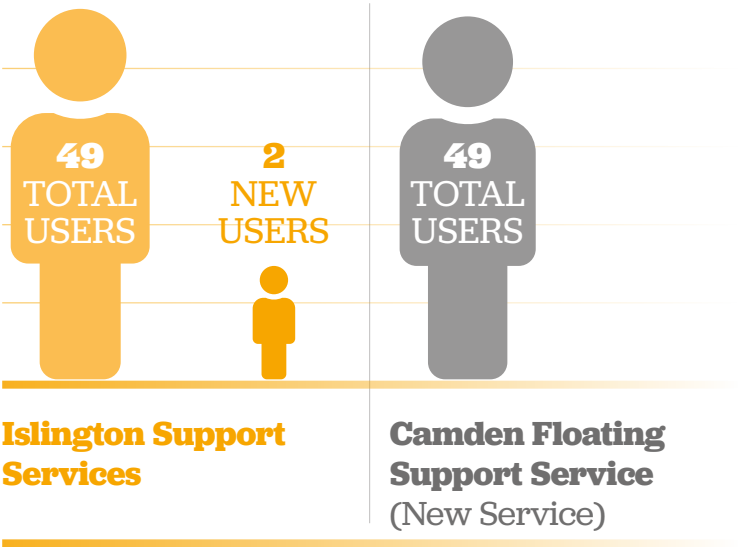 49
TOTAL
USERS
2
NEW
USERS
Islington Support
Services
49
TOTAL
USERS
Camden Floating
Support Service
(New Service)